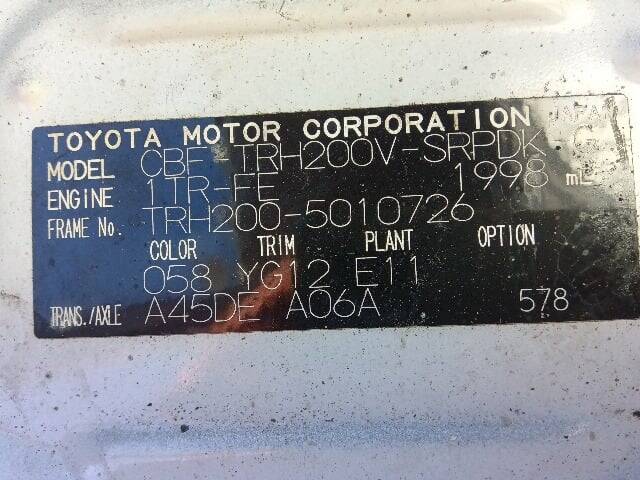 JAPAN
TOYOTA MOTOR CORPORATION
MODEL CBF-TRH200V-SRPDK
ENGINE 1TR-FE 1998 mL
FRAME No. TRH200-5010726
COLOR TRIM PLANT OPTION
058 YG12 E11
TRANS./AXLE A45DE A06A 578